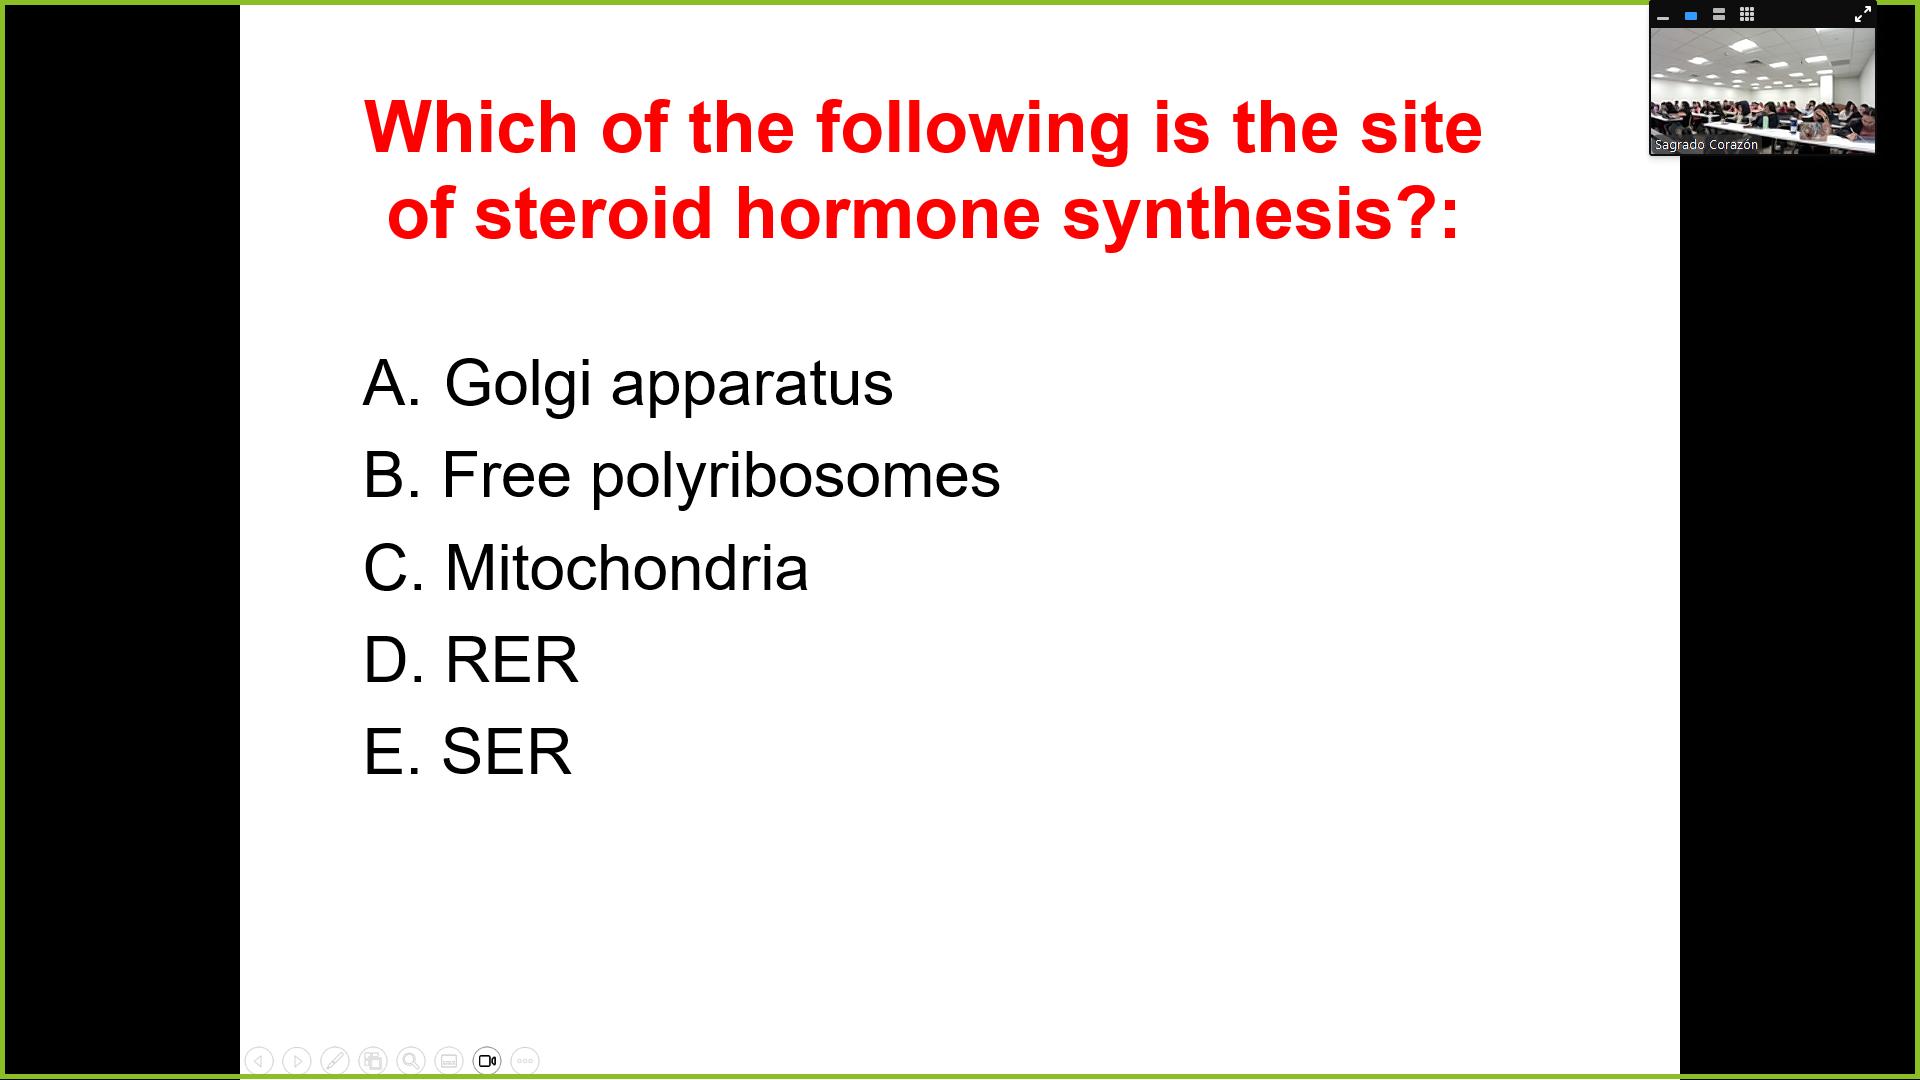 Which of the following is the site
of steroid hormone synthesis?:
A. Golgi apparatus
B. Free polyribosomes
C. Mitochondria
D. RER
E. SER
Sagrado Corazón